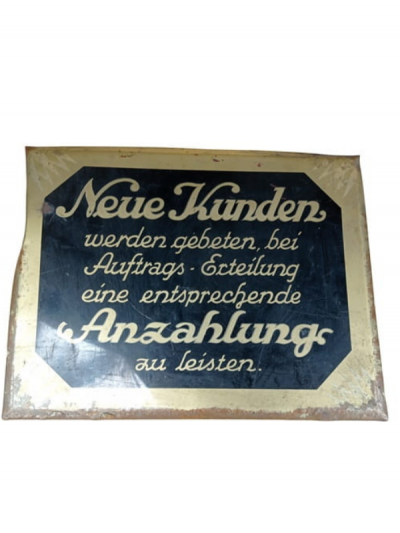 Neue Kunden
werden gebeten, bei
Auftrags-Erteilung
eine entsprechende
Anzahlung
zu leisten.